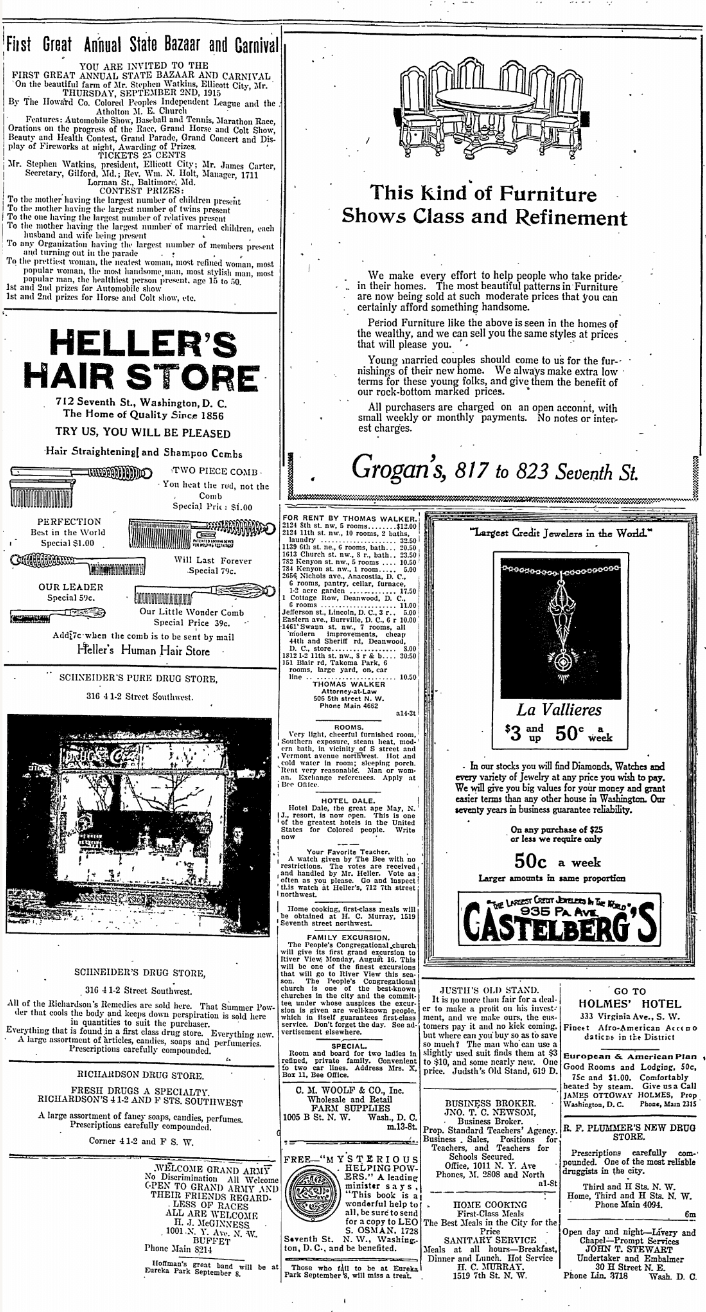 First Great Annual State Bazaar and Carnival
YOU ARE INVITED TO THE
FIRST GREAT ANNUAL STATE BAZAAR AND CARNIVAL
On the beautiful farm of Mr. Stephen Watkins, Ellicott City, Mr.
THURSDAY, SEPTEMBER 2ND, 1915
By The Howard Co. Colored Peoples Independent League and the
Atholton M. E. Church
Features: Automobile Show, Baseball and Tennis, Marathon Race,
Orations on the progress of the Race, Grand Horse and Colt Show,
Beauty and Health Contest, Grand Parade, Grand Concert and Dis-
play of Fireworks at night, Awarding of Prizes.
TICKETS 25 CENTS
Mr. Stephen Watkins, president, Ellicott City; Mr. James Carter,
Secretary, Gilford, Md.; Rev. Wm. N. Holt, Manager, 1711
Lorman St., Baltimore, Md.
CONTEST PRIZES:
To the mother having the largest number of children present
To the mother having the largest number of twins present
To the one having the largest number of relatives present
To the mother having the largest number of married children, each
husband and wife being present
To any Organization having the largest number of members present
and turning out in the parade
To the prettiest woman, the neatest woman, most refined woman, most
popular woman, the most handsome man, most stylish man, most
popular man, the healthiest person present, age 15 to 50.
1st and 2nd prizes for Automobile show
1st and 2nd prizes for Horse and Colt show, etc.
HELLER'S
HAIR STORE
712 Seventh St., Washington, D. C.
The Home of Quality Since 1856
TRY US, YOU WILL BE PLEASED
Hair Straightening and Shampoo Combs
TWO PIECE COMB
You heat the rod, not the
Comb
Special Price $1.00
PERFECTION
Best in the World
Special $1.00
Will Last Forever
Special 79c.
OUR LEADER
Special 59c.
Our Little Wonder Comb
Special Price 39c.
Add 7c when the comb is to be sent by mail
Heller's Human Hair Store
SCHNEIDER'S PURE DRUG STORE,
316 4 1-2 Street Southwest.
DRUGS Coca-Cola
SCHNEIDER'S DRUG STORE,
316 4 1-2 Street Southwest.
All of the Richardson's Remedies are sold here. That Summer Pow-
der that cools the body and keeps down perspiration is sold here
in quantities to suit the purchaser.
Everything that is found in a first class drug store. Everything new.
A large assortment of articles, candies, soaps and perfumeries.
Prescriptions carefully compounded.
RICHARDSON DRUG STORE.
FRESH DRUGS A SPECIALTY.
RICHARDSON'S 4 1-2 AND F STS. SOUTHWEST
A large assortment of fancy soaps, candies, perfumes.
Prescriptions carefully compounded.
Corner 4 1-2 and F S. W.
WELCOME GRAND ARMY
No Discrimination All Welcome
OPEN TO GRAND ARMY AND
THEIR FRIENDS REGARD-
LESS OF RACES
ALL ARE WELCOME
H. J. McGINNESS
1001 N. Y. Ave. N. W.
BUFFET
Phone Main 8214
Hoffman's great band will be at
Eureka Park September 8.
This Kind of Furniture
Shows Class and Refinement
We make every effort to help people who take pride
in their homes. The most beautiful patterns in Furniture
are now being sold at such moderate prices that you can
certainly afford something handsome.
Period Furniture like the above is seen in the homes of
the wealthy, and we can sell you the same styles at prices
that will please you.
Young married couples should come to us for the fur-
nishings of their new home. We always make extra low
terms for these young folks, and give them the benefit of
our rock-bottom marked prices.
All purchasers are charged on an open account, with
small weekly or monthly payments. No notes or inter-
est charges.
Grogan's, 817 to 823 Seventh St.
FOR RENT BY THOMAS WALKER.
2124 8th st. nw, 5 rooms........$12.00
2124 11th st. nw., 10 rooms, 2 baths,
laundry .................. 32.50
1139 6th st. ne., 6 rooms, bath... 20.50
1613 Church st. nw., 8 r., bath... 22.50
782 Kenyon st. nw., 5 rooms .... 10.50
784 Kenyon st. nw., 1 room..... 5.00
2656 Nichols ave., Anacostia, D. C.,
6 rooms, pantry, cellar, furnace,
1-2 acre garden .............. 17.50
1 Cottage Row, Deanwood, D. C.,
6 rooms .................. 11.00
Jefferson st., Lincoln, D. C., 3 r., 5.00
Eastern ave., Burrville, D. C., 6 r 10.00
1461 Swann st. nw., 7 rooms, all
modern improvements, cheap
44th and Sheriff rd, Deanwood,
D. C., store................ 8.00
1812 1-2 11th st. nw., 8 r & b.... 30.50
151 Blair rd, Takoma Park, 6
rooms, large yard, on, car
line .................. 10.50
THOMAS WALKER
Attorney-at-Law
506 5th street N. W.
Phone Main 4662
a14-3t
ROOMS.
Very light, cheerful furnished room,
Southern exposure, steam heat, mod-
ern bath, in vicinity of S street and
Vermont avenue northwest. Hot and
cold water in room; sleeping porch.
Rent very reasonable. Man or wom-
an. Exchange references. Apply at
Bee Office.
HOTEL DALE.
Hotel Dale, the great ape May, N.
J., resort, is now open. This is one
of the greatest hotels in the United
States for Colored people. Write
now
Your Favorite Teacher.
A watch given by The Bee with no
restrictions. The votes are received
and handled by Mr. Heller. Vote as
often as you please. Go and inspect
this watch at Heller's, 712 7th street
northwest.
Home cooking, first-class meals will
be obtained at H. C. Murray, 1519
Seventh street northwest.
FAMILY EXCURSION.
The People's Congregational church
will give its first grand excursion to
River View, Monday, August 16. This
will be one of the finest excursions
that will go to River View this sea-
son. The People's Congregational
church is one of the best-known
churches in the city and the commit-
tee under whose auspices the excur-
sion is given are well-known people,
which in itself guarantees first-class
service. Don't forget the day. See ad-
vertisement elsewhere.
SPECIAL.
Room and board for two ladies in
refined, private family. Convenient
to two car lines. Address Mrs. X,
Box 11, Bee Office.
C. M. WOOLF & CO., Inc.
Wholesale and Retail
FARM SUPPLIES
1005 B St. N. W. Wash., D. C.
m.13-8t.
FREE—"MYSTERIOUS
HELPING POW-
ERS." A leading
minister says,
"This book is a
wonderful help to
all, be sure to send
for a copy to LEO
S. OSMAN, 1728
Seventh St. N. W., Washing-
ton, D. C., and be benefited.
Those who fail to be at Eureka
Park September 8, will miss a treat.
"Largest Credit Jewelers in the World."
La Vallieres
$3 and up 50c a week
In our stocks you will find Diamonds, Watches and
every variety of Jewelry at any price you wish to pay.
We will give you big values for your money and grant
easier terms than any other house in Washington. Our
seventy years in business guarantee reliability.
On any purchase of $25
or less we require only
50c a week
Larger amounts in same proportion
"THE LARGEST CREDIT JEWELERS IN THE WORLD"
935 PA. AVE.
CASTELBERG'S
JUSTH'S OLD STAND.
It is no more than fair for a deal-
er to make a profit on his invest-
ment, and we make ours, the cus-
tomers pay it and no kick coming,
but where can you buy so as to save
so much? The man who can use a
slightly used suit finds them at $3
to $10, and some nearly new. One
price. Judsth's Old Stand, 619 D.
BUSINESS BROKER.
JNO. T. C. NEWSOM,
Business Broker.
Prop. Standard Teachers' Agency.
Business Sales, Positions for
Teachers, and Teachers for
Schools Secured.
Office, 1011 N. Y. Ave
Phones, M. 2808 and North
a1-8t
HOME COOKING
First-Class Meals
The Best Meals in the City for the
Price
SANITARY SERVICE
Meals at all hours—Breakfast,
Dinner and Lunch. Hot Service
H. C. MURRAY.
1519 7th St. N. W.
GO TO
HOLMES' HOTEL
333 Virginia Ave., S. W.
Finest Afro-American Accomo
dations in the District
European & American Plan
Good Rooms and Lodging, 50c,
75c and $1.00. Comfortably
heated by steam. Give us a Call
JAMES OTTOWAY HOLMES, Prop
Washington, D. C. Phone, Main 2315
R. F. PLUMMER'S NEW DRUG
STORE.
Prescriptions carefully com-
pounded. One of the most reliable
druggists in the city.
Third and H Sts. N. W.
Home, Third and H Sts. N. W.
Phone Main 4094.
6m
Open day and night—Livery and
Chapel—Prompt Services
JOHN T. STEWART
Undertaker and Embalmer
30 H Street N. E.
Phone Lin. 3718 Wash. D. C.